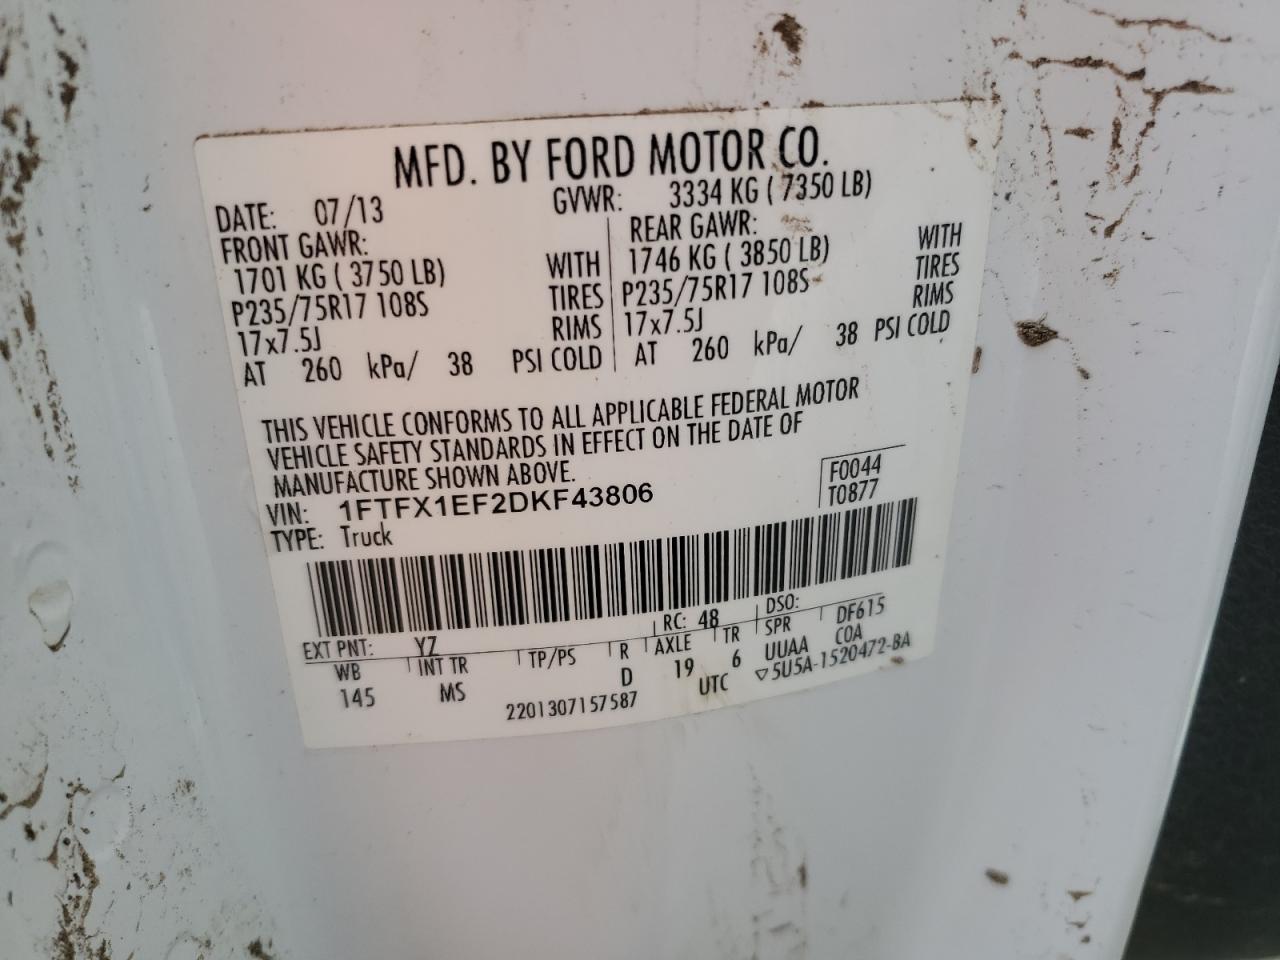 MFD. BY FORD MOTOR CO.
DATE: 07/13 GVWR: 3334 KG ( 7350 LB)
FRONT GAWR: REAR GAWR:
1701 KG ( 3750 LB) WITH 1746 KG ( 3850 LB) WITH
P235/75R17 108S TIRES P235/75R17 108S TIRES
17x7.5J RIMS 17x7.5J RIMS
AT 260 kPa/ 38 PSI COLD AT 260 kPa/ 38 PSI COLD
THIS VEHICLE CONFORMS TO ALL APPLICABLE FEDERAL MOTOR
VEHICLE SAFETY STANDARDS IN EFFECT ON THE DATE OF
MANUFACTURE SHOWN ABOVE.
VIN: 1FTFX1EF2DKF43806 F0044
TYPE: Truck T0877
EXT PNT: YZ RC: 48 DSO:
WB INT TR TP/PS R AXLE TR SPR DF615
145 MS D 19 6 UUAA COA
2201307157587 UTC ▽5U5A-1520472-BA